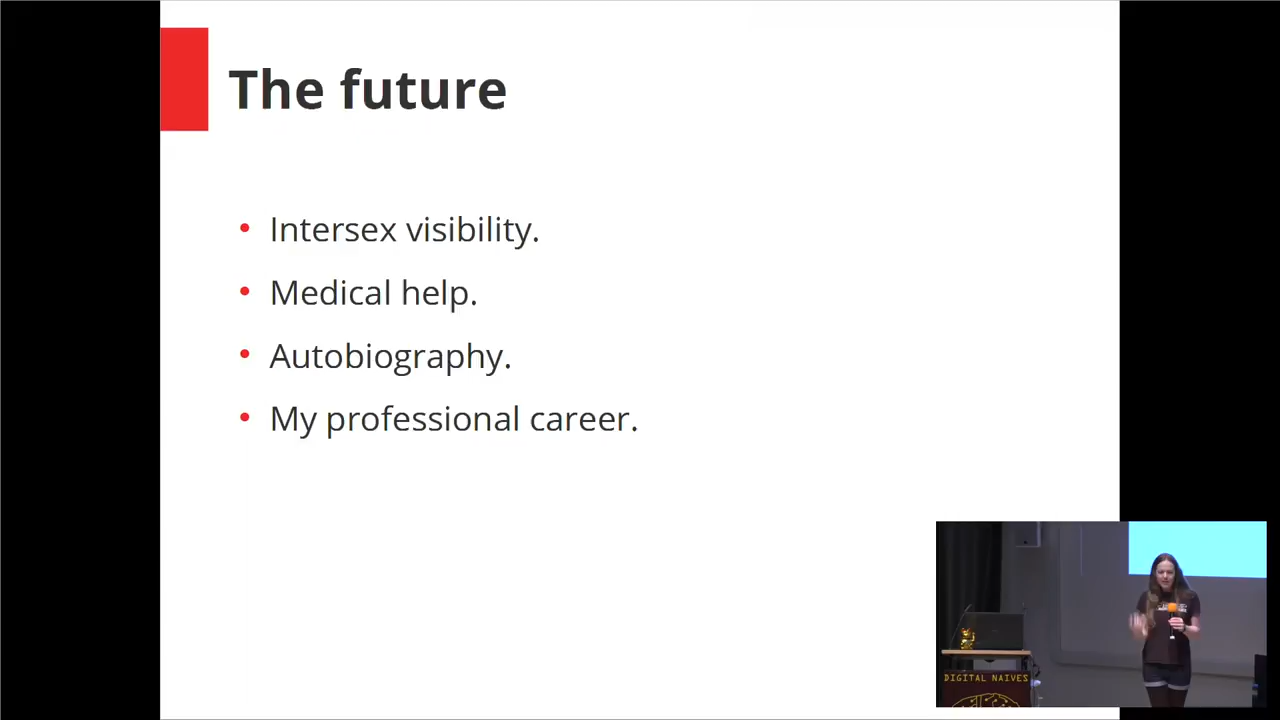 The future
• Intersex visibility.
• Medical help.
• Autobiography.
• My professional career.
DIGITAL NAIVES